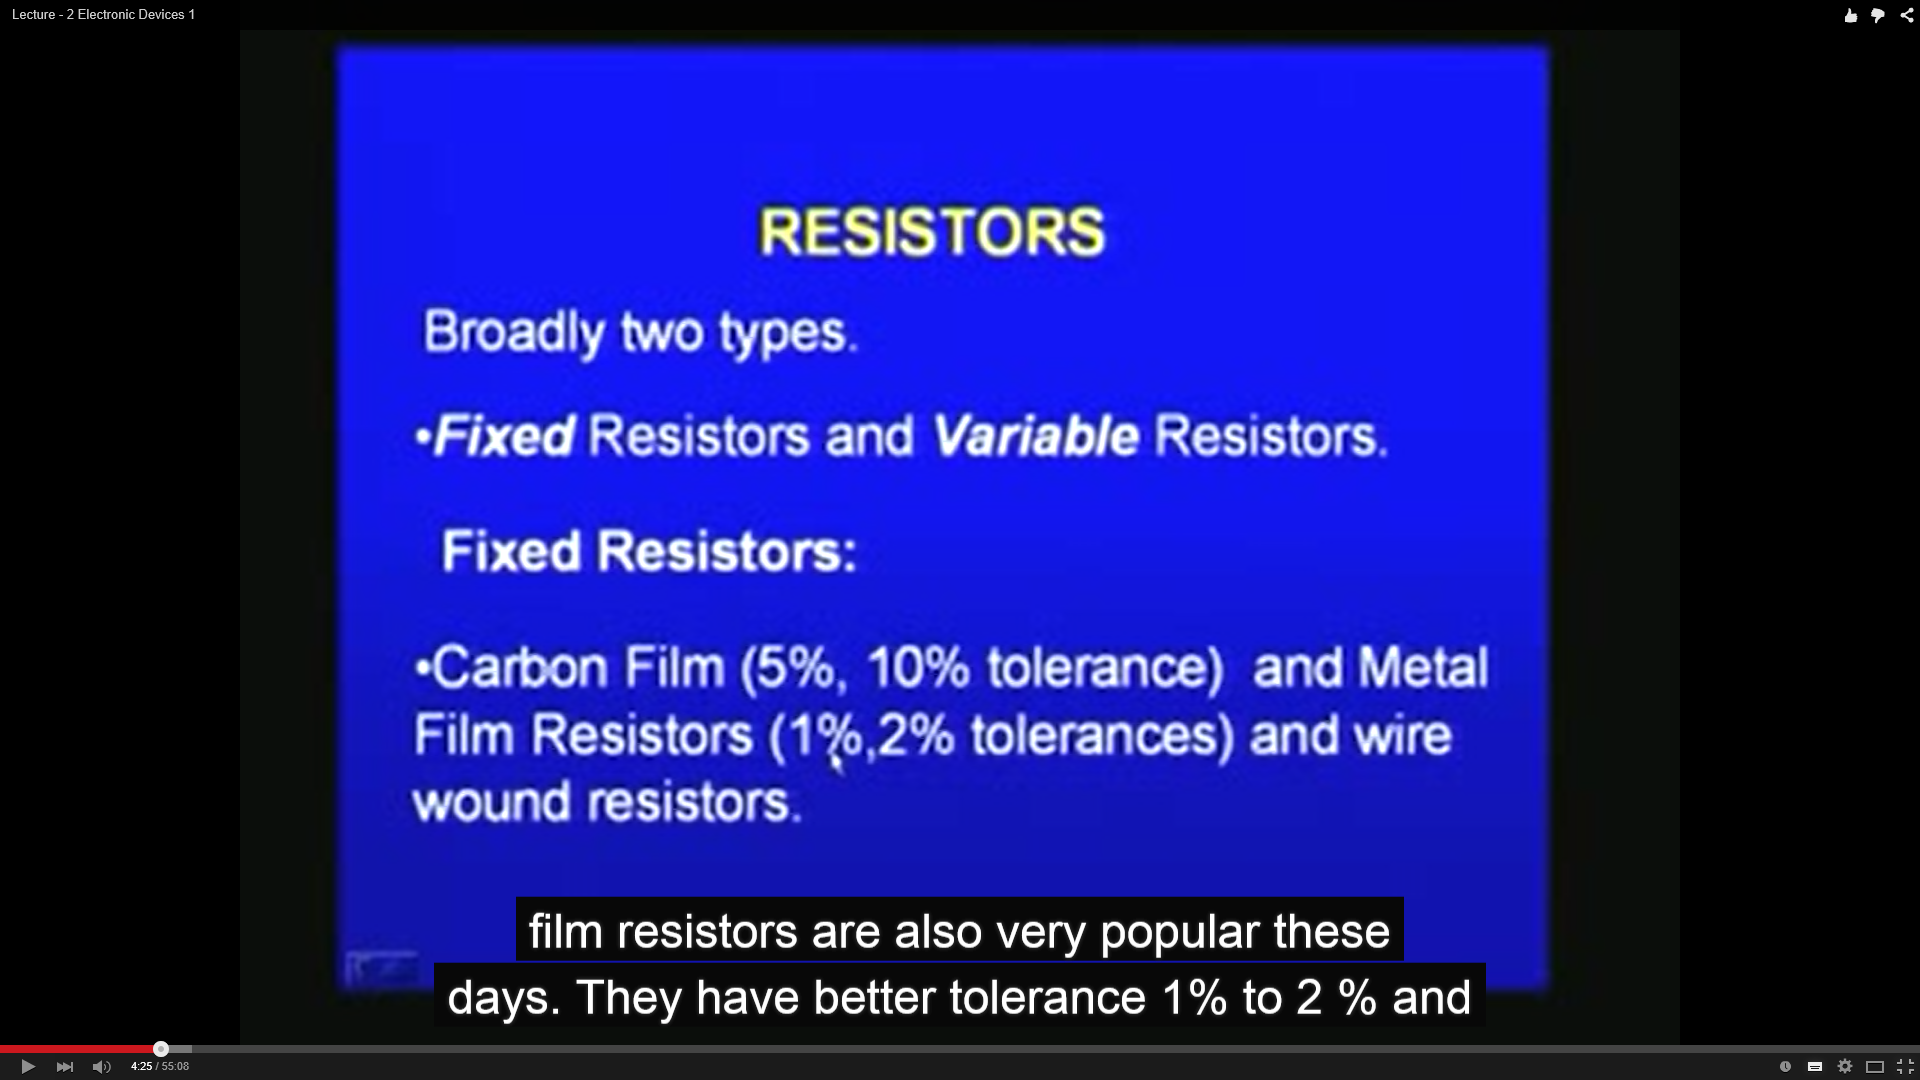 Lecture - 2 Electronic Devices 1
RESISTORS
Broadly two types.
•Fixed Resistors and Variable Resistors.
Fixed Resistors:
•Carbon Film (5%, 10% tolerance) and Metal
Film Resistors (1%,2% tolerances) and wire
wound resistors.
film resistors are also very popular these
days. They have better tolerance 1% to 2 % and
4:25 / 55:08